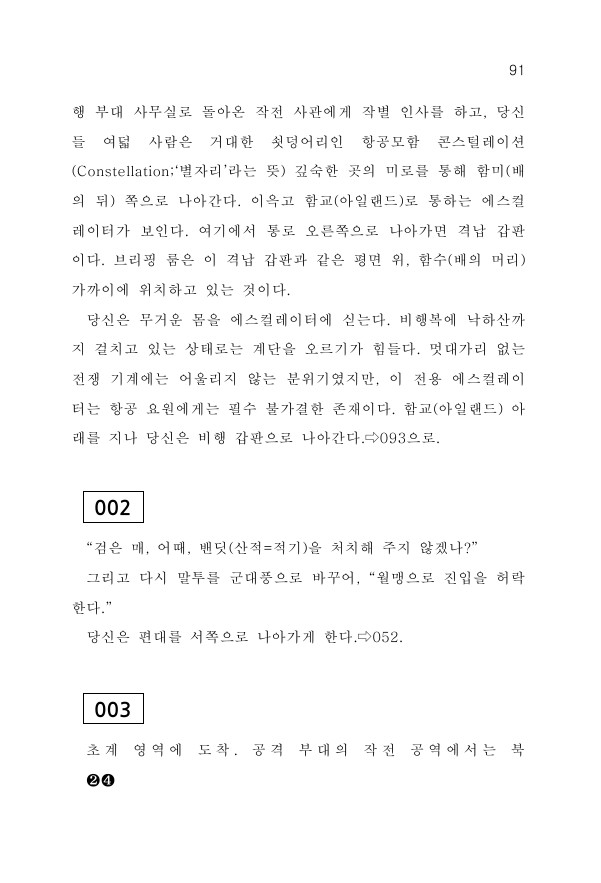 91
행 부대 사무실로 돌아온 작전 사관에게 작별 인사를 하고, 당신
들 여덟 사람은 거대한 쇳덩어리인 항공모함 콘스털레이션
(Constellation;‘별자리’라는 뜻) 깊숙한 곳의 미로를 통해 함미(배
의 뒤) 쪽으로 나아간다. 이윽고 함교(아일랜드)로 통하는 에스컬
레이터가 보인다. 여기에서 통로 오른쪽으로 나아가면 격납 갑판
이다. 브리핑 룸은 이 격납 갑판과 같은 평면 위, 함수(배의 머리)
가까이에 위치하고 있는 것이다.
당신은 무거운 몸을 에스컬레이터에 싣는다. 비행복에 낙하산까
지 걸치고 있는 상태로는 계단을 오르기가 힘들다. 멋대가리 없는
전쟁 기계에는 어울리지 않는 분위기였지만, 이 전용 에스컬레이
터는 항공 요원에게는 필수 불가결한 존재이다. 함교(아일랜드) 아
래를 지나 당신은 비행 갑판으로 나아간다.⇨093으로.
002
“검은 매, 어때, 밴딧(산적=적기)을 처치해 주지 않겠나?”
그리고 다시 말투를 군대풍으로 바꾸어, “월맹으로 진입을 허락
한다.”
당신은 편대를 서쪽으로 나아가게 한다.⇨052.
003
초계 영역에 도착. 공격 부대의 작전 공역에서는 북
❷❹